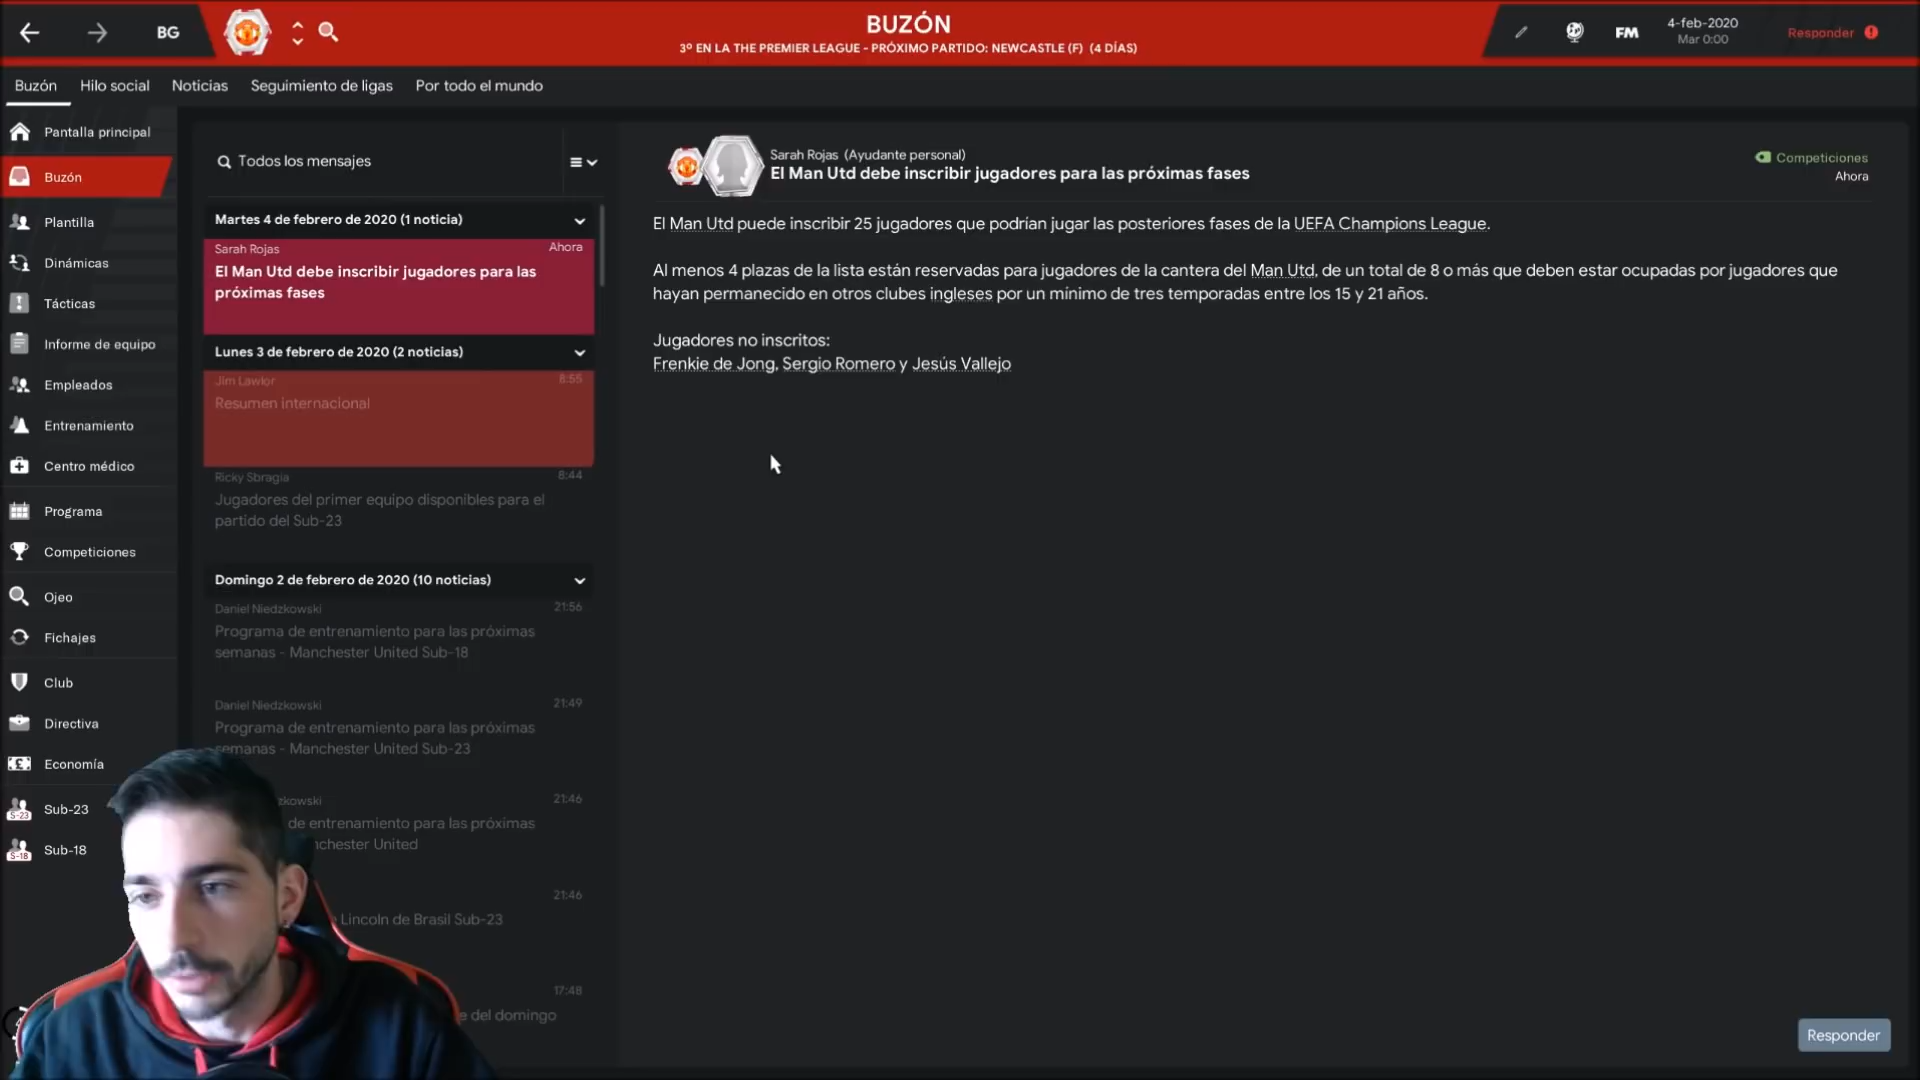 BG
BUZÓN
3º EN LA THE PREMIER LEAGUE - PRÓXIMO PARTIDO: NEWCASTLE (F) (4 DÍAS)
FM
4-feb-2020
Mar 0:00
Responder
Buzón
Hilo social
Noticias
Seguimiento de ligas
Por todo el mundo
Pantalla principal
Buzón
Plantilla
Dinámicas
Tácticas
Informe de equipo
Empleados
Entrenamiento
Centro médico
Programa
Competiciones
Ojeo
Fichajes
Club
Directiva
Economía
S-23
Sub-23
S-18
Sub-18
Todos los mensajes
Martes 4 de febrero de 2020 (1 noticia)
Sarah Rojas
Ahora
El Man Utd debe inscribir jugadores para las
próximas fases
Lunes 3 de febrero de 2020 (2 noticias)
Jim Lawlor
8:55
Resumen internacional
Ricky Sbragia
8:44
Jugadores del primer equipo disponibles para el
partido del Sub-23
Domingo 2 de febrero de 2020 (10 noticias)
Daniel Niedzkowski
21:56
Programa de entrenamiento para las próximas
semanas - Manchester United Sub-18
Daniel Niedzkowski
21:49
Programa de entrenamiento para las próximas
semanas - Manchester United Sub-23
zkowski
21:46
de entrenamiento para las próximas
nchester United
21:46
Lincoln de Brasil Sub-23
17:48
e del domingo
Sarah Rojas (Ayudante personal)
El Man Utd debe inscribir jugadores para las próximas fases
Competiciones
Ahora
El Man Utd puede inscribir 25 jugadores que podrían jugar las posteriores fases de la UEFA Champions League.
Al menos 4 plazas de la lista están reservadas para jugadores de la cantera del Man Utd, de un total de 8 o más que deben estar ocupadas por jugadores que
hayan permanecido en otros clubes ingleses por un mínimo de tres temporadas entre los 15 y 21 años.
Jugadores no inscritos:
Frenkie de Jong, Sergio Romero y Jesús Vallejo
Responder